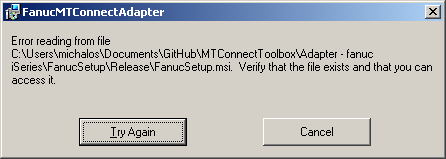 FanucMTConnectAdapter
Error reading from file
C:\Users\michalos\Documents\GitHub\MTConnectToolbox\Adapter - fanuc
iSeries\FanucSetup\Release\FanucSetup.msi. Verify that the file exists and that you can
access it.
Try Again
Cancel